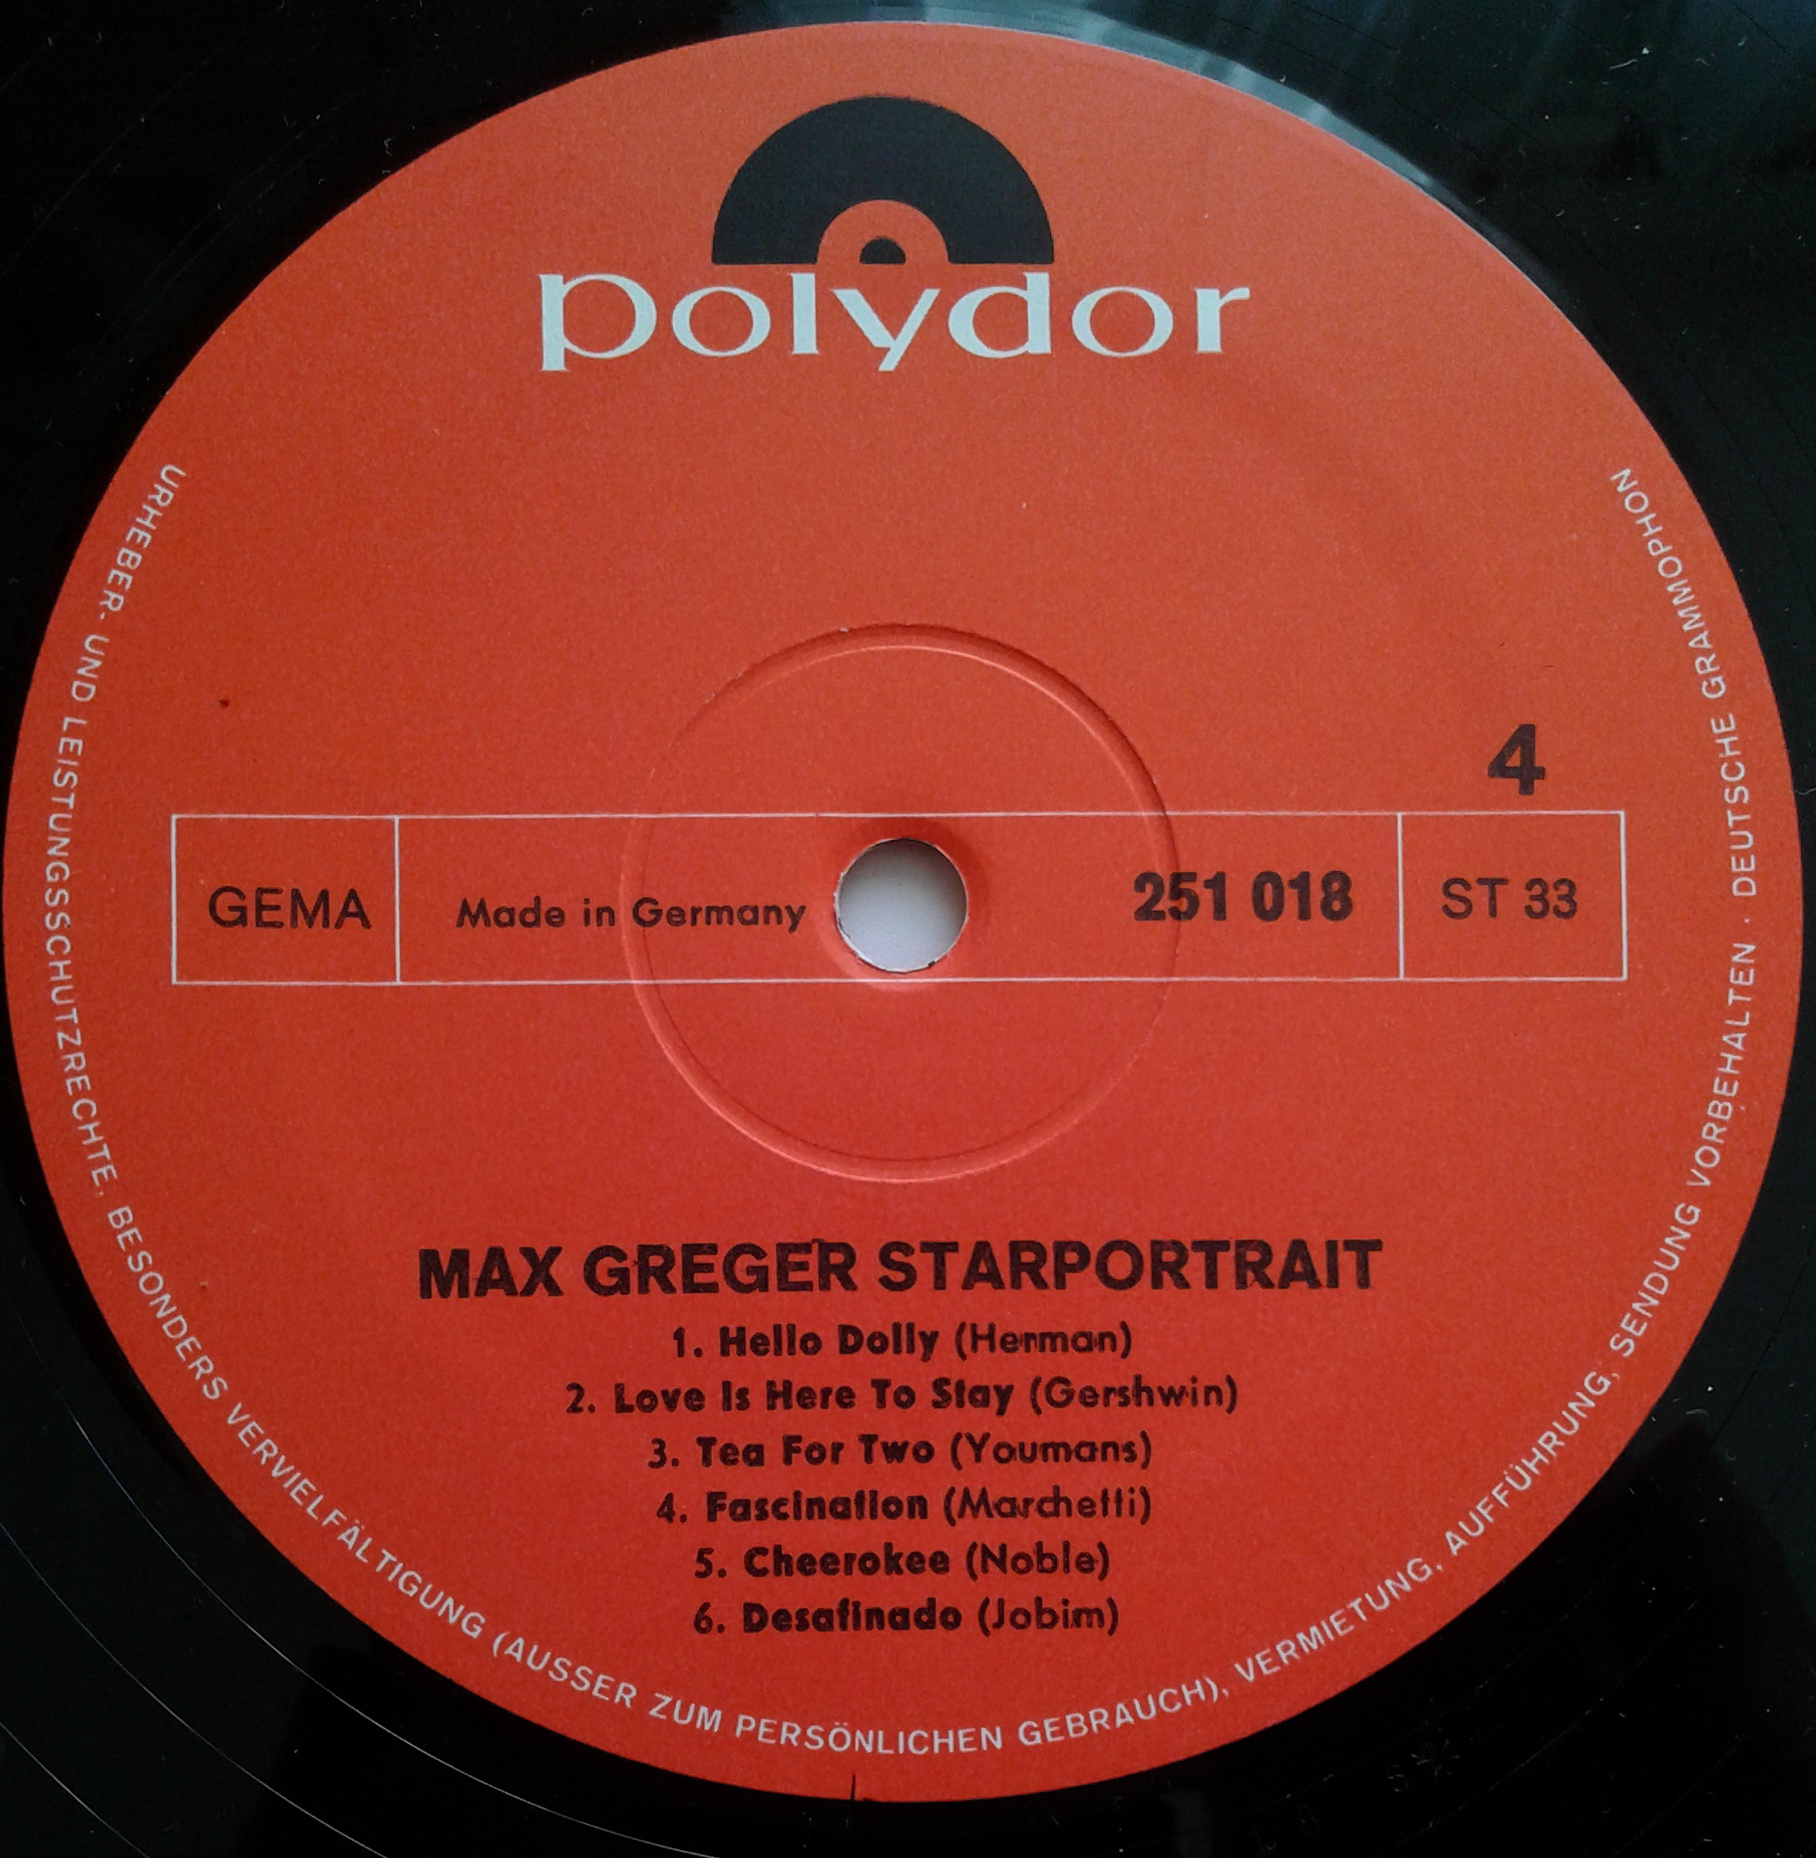 polydor
4
GEMA
Made in Germany
251 018
ST 33
MAX GREGER STARPORTRAIT
1. Hello Dolly (Herman)
2. Love Is Here To Stay (Gershwin)
3. Tea For Two (Youmans)
4. Fascination (Marchetti)
5. Cheerokee (Noble)
6. Desafinado (Jobim)
URHEBER- UND LEISTUNGSSCHUTZRECHTE, BESONDERS VERVIELFÄLTIGUNG (AUSSER ZUM PERSÖNLICHEN GEBRAUCH), VERMIETUNG, AUFFÜHRUNG, SENDUNG VORBEHALTEN · DEUTSCHE GRAMMOPHON